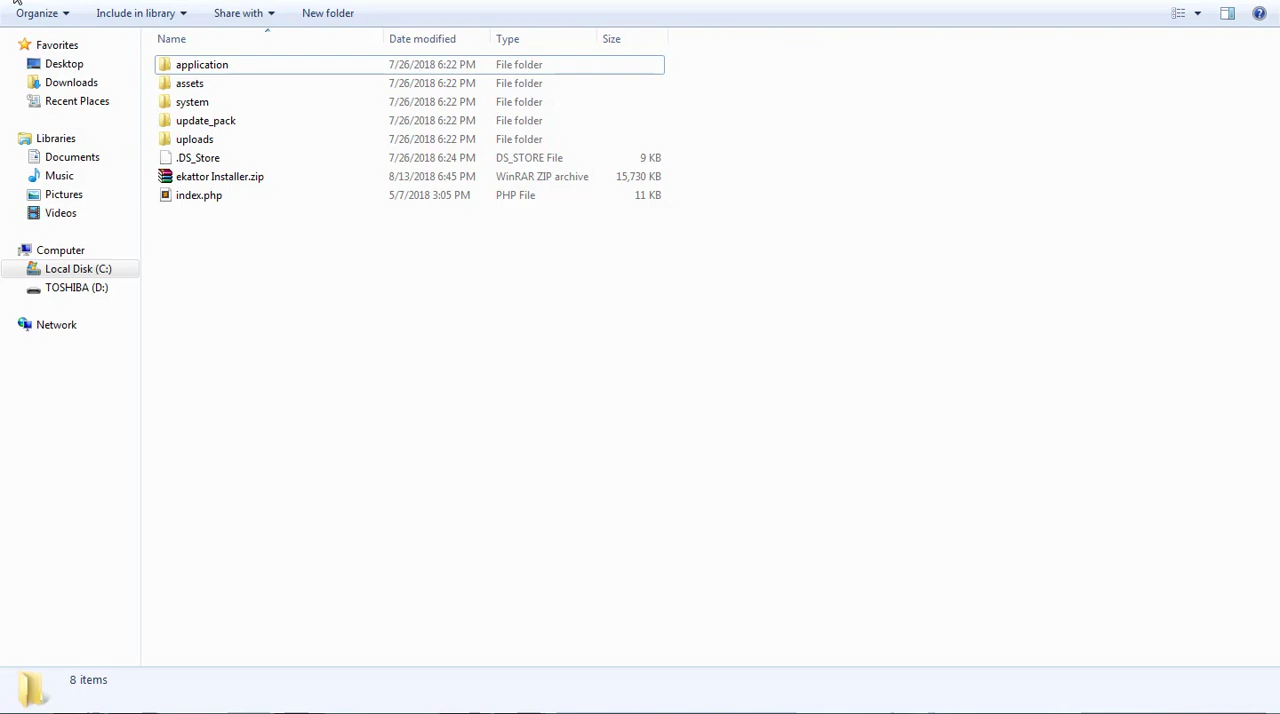 Organize Include in library Share with New folder
Name Date modified Type Size
Favorites
Desktop
Downloads
Recent Places
Libraries
Documents
Music
Pictures
Videos
Computer
Local Disk (C:)
TOSHIBA (D:)
Network
application 7/26/2018 6:22 PM File folder
assets 7/26/2018 6:22 PM File folder
system 7/26/2018 6:22 PM File folder
update_pack 7/26/2018 6:22 PM File folder
uploads 7/26/2018 6:22 PM File folder
.DS_Store 7/26/2018 6:24 PM DS_STORE File 9 KB
ekattor Installer.zip 8/13/2018 6:45 PM WinRAR ZIP archive 15,730 KB
index.php 5/7/2018 3:05 PM PHP File 11 KB
8 items